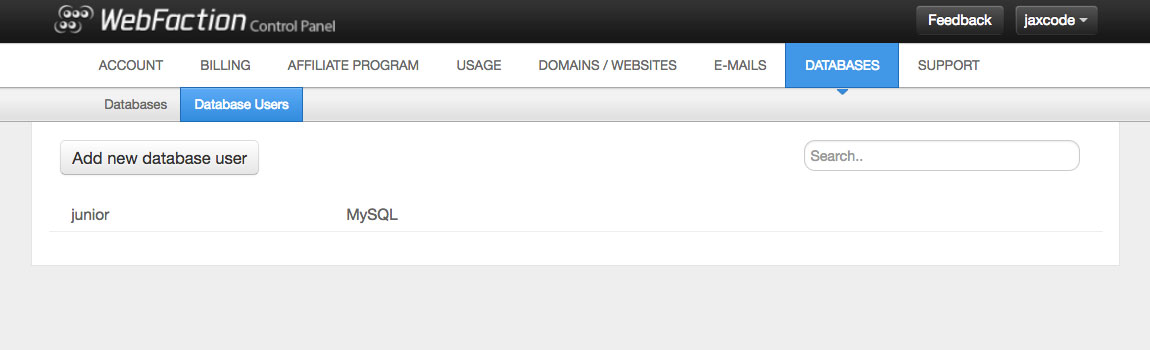 WebFaction Control Panel Feedback jaxcode
ACCOUNT BILLING AFFILIATE PROGRAM USAGE DOMAINS / WEBSITES E-MAILS DATABASES SUPPORT
Databases Database Users
Add new database user Search..
junior MySQL